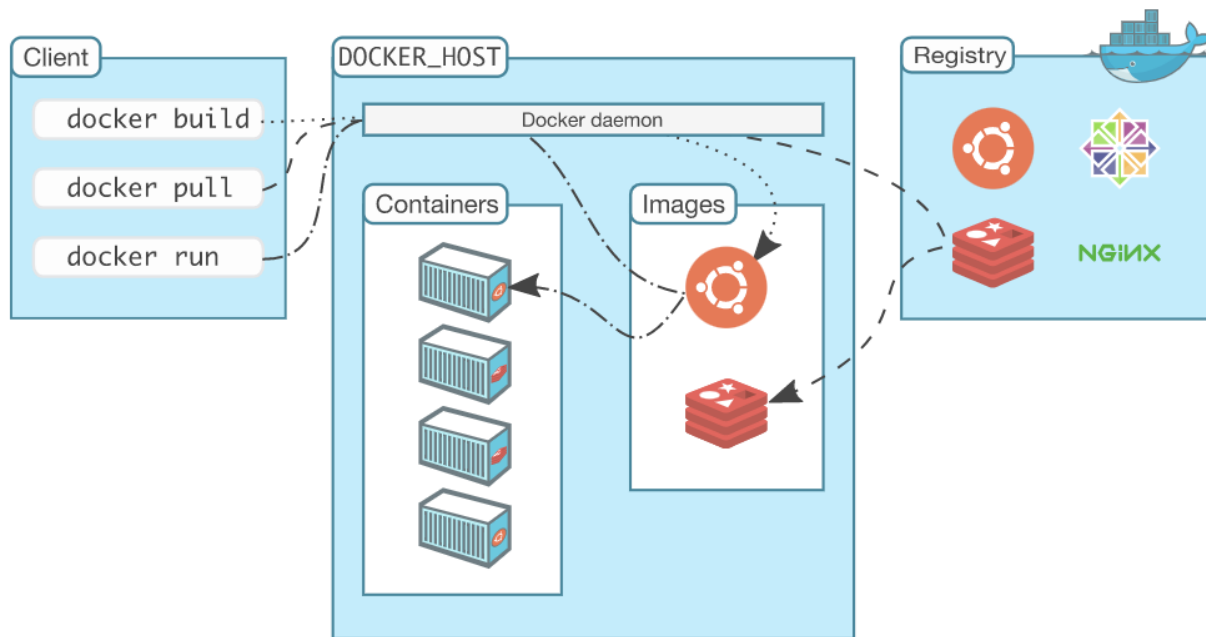 Client
docker build
docker pull
docker run
DOCKER_HOST
Docker daemon
Containers
Images
Registry
NGiNX